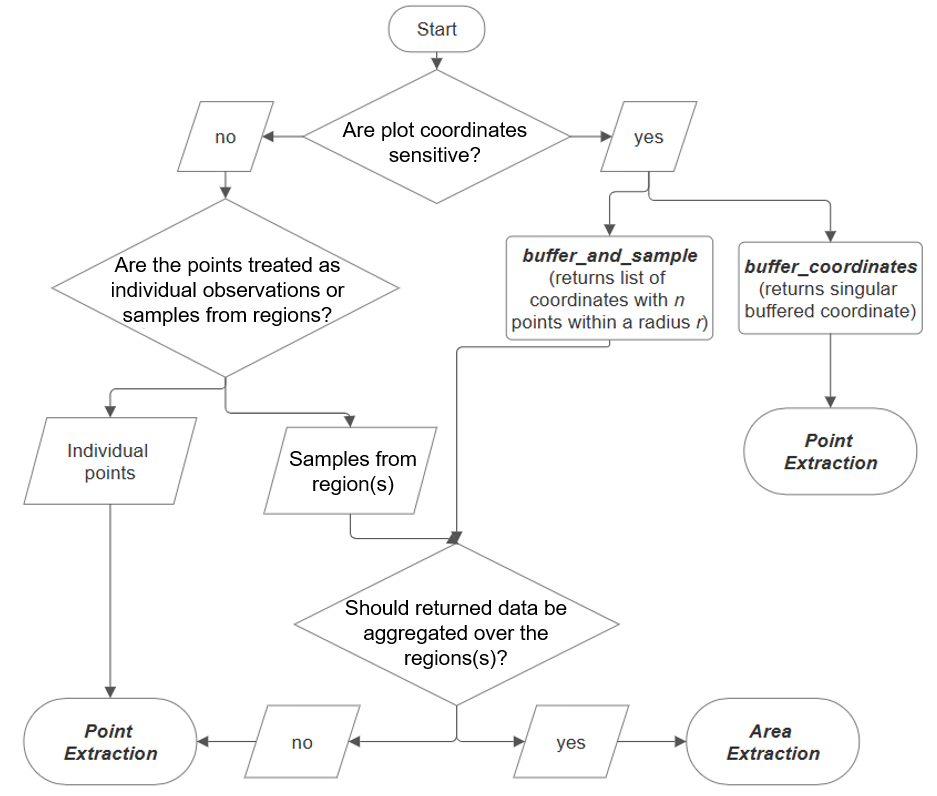 Start
Are plot coordinates
sensitive?
no
yes
Are the points treated as
individual observations or
samples from regions?
buffer_and_sample
(returns list of
coordinates with n
points within a radius r)
buffer_coordinates
(returns singular
buffered coordinate)
Individual
points
Samples from
region(s)
Point
Extraction
Should returned data be
aggregated over the
regions(s)?
Point
Extraction
no
yes
Area
Extraction